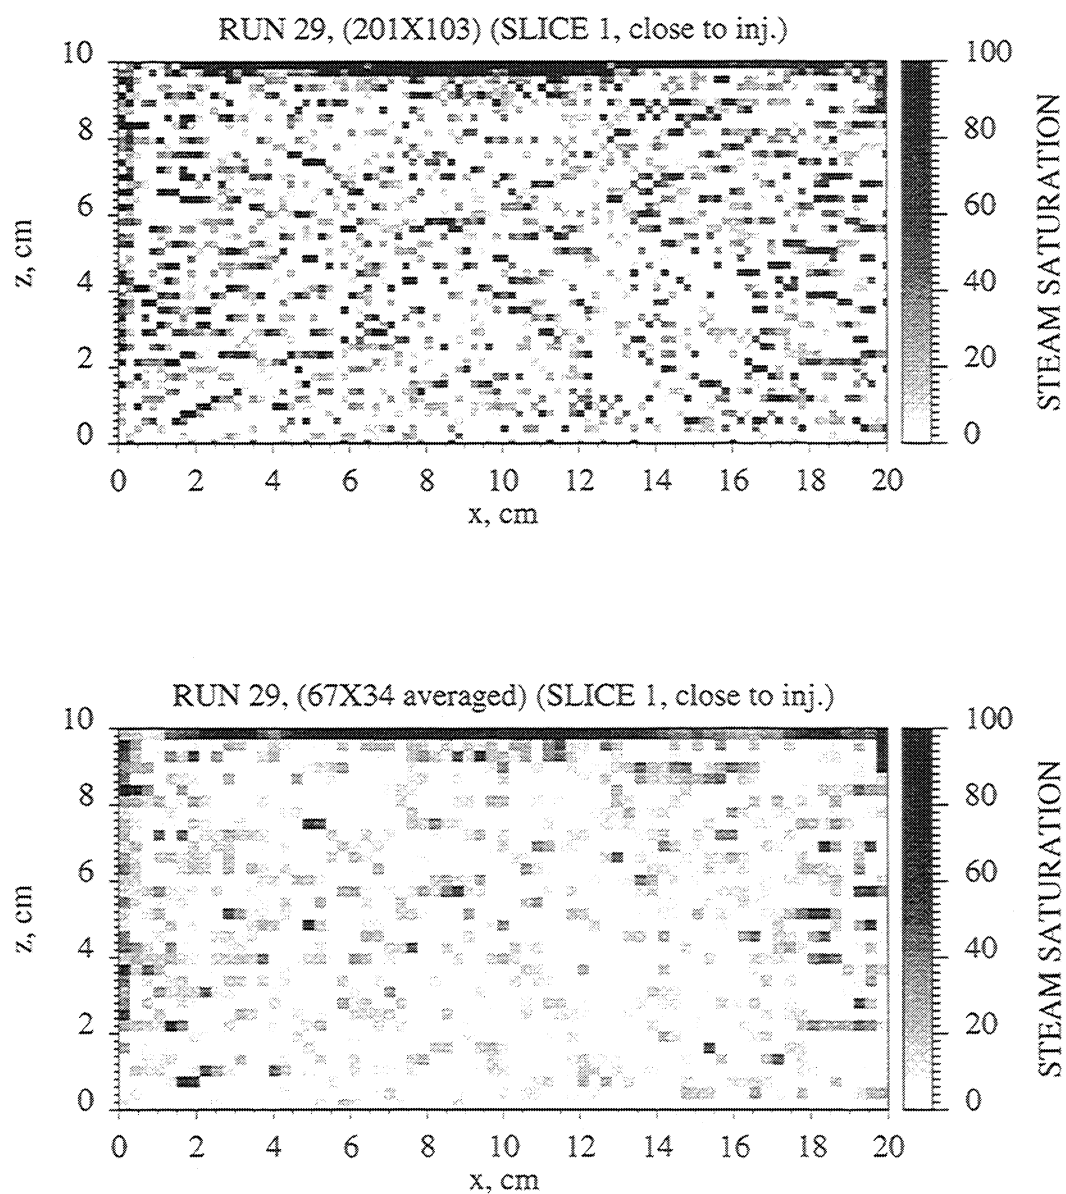 RUN 29, (201X103) (SLICE 1, close to inj.)
10
8
6
4
2
0
z, cm
0 2 4 6 8 10 12 14 16 18 20
x, cm
100
80
60
40
20
0
STEAM SATURATION
RUN 29, (67X34 averaged) (SLICE 1, close to inj.)
10
8
6
4
2
0
z, cm
0 2 4 6 8 10 12 14 16 18 20
x, cm
100
80
60
40
20
0
STEAM SATURATION